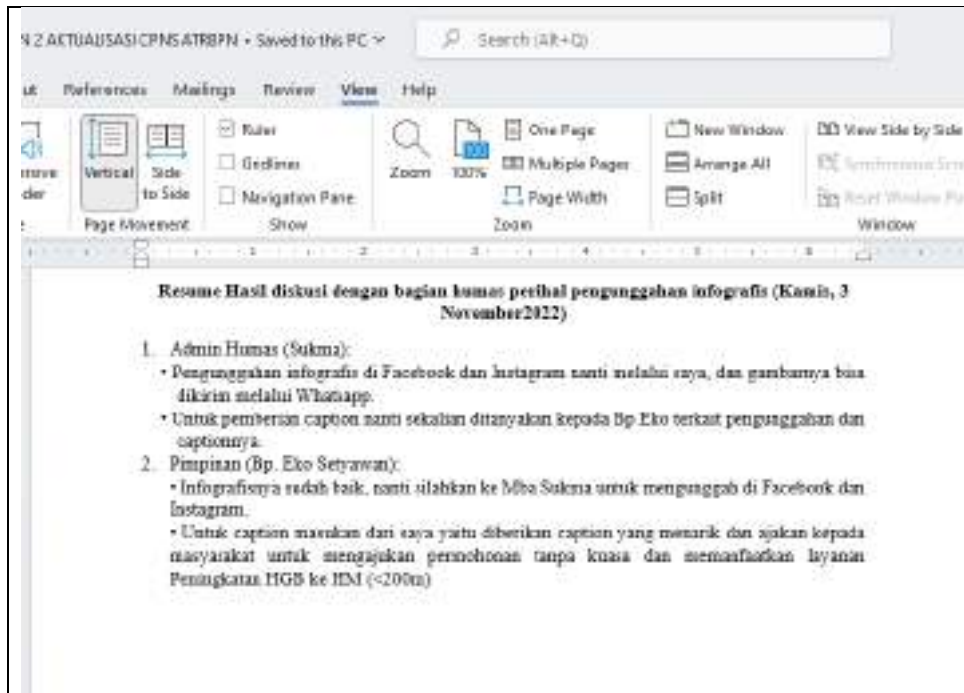 N 2 AKTUALISASI CPNS ATRBPN • Saved to this PC
Search (Alt+Q)
ut References Mailings Review View Help
Vertical Side to Side
Ruler
Gridlines
Navigation Pane
Zoom 100%
One Page
Multiple Pages
Page Width
New Window
Arrange All
Split
View Side by Side
Page Movement Show Zoom Window
Resume Hasil diskusi dengan bagian humas perihal pengunggahan infografis (Kamis, 3
November2022)
1. Admin Humas (Sukma):
• Pengunggahan infografis di Facebook dan Instagram nanti melalui saya, dan gambarnya bisa
dikirim melalui Whatsapp.
• Untuk pemberian caption nanti sekalian ditanyakan kepada Bp Eko terkait pengunggahan dan
captionnya.
2. Pimpinan (Bp. Eko Setyawan):
• Infografisnya sudah baik, nanti silahkan ke Mba Sukma untuk mengunggah di Facebook dan
Instagram.
• Untuk caption masukan dari saya yaitu diberikan caption yang menarik dan ajakan kepada
masyarakat untuk mengajukan permohonan tanpa kuasa dan memanfaatkan layanan
Peningkatan HGB ke HM (<200m)